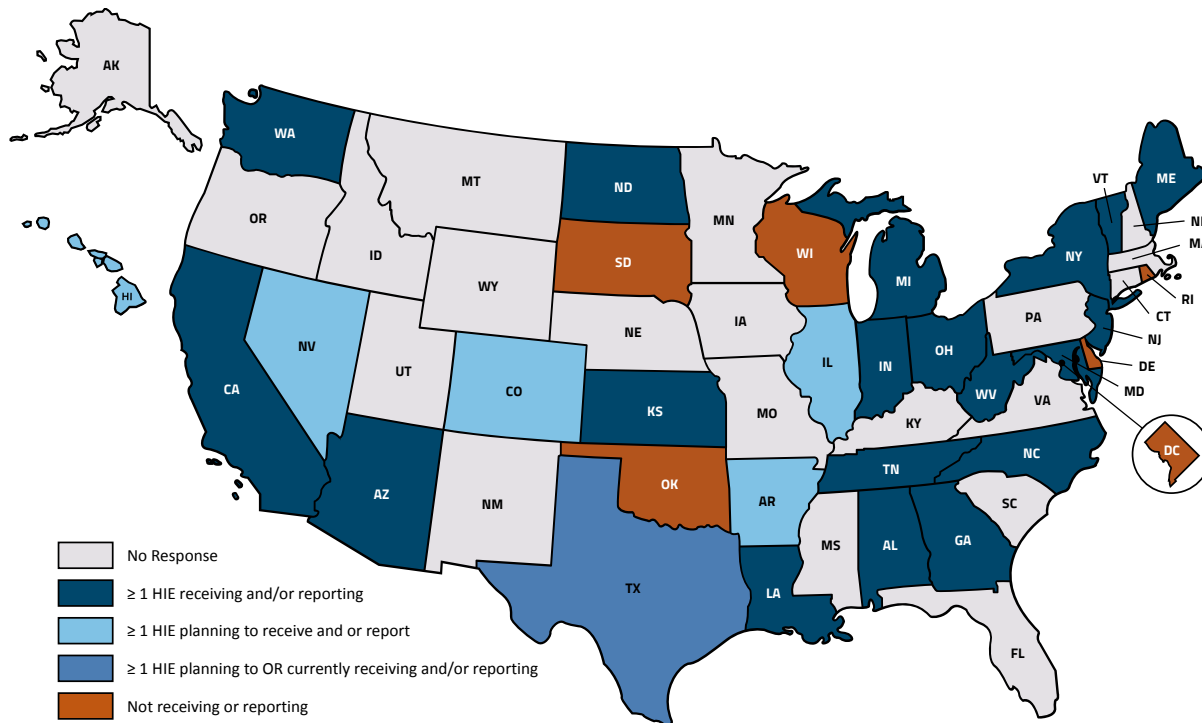 AK
WA
MT
ND
MN
VT
ME
OR
ID
SD
WI
NY
NH
MA
WY
MI
RI
HI
CT
NV
UT
NE
IA
PA
NJ
CO
IL
IN
OH
DE
CA
KS
MO
WV
MD
VA
KY
DC
AZ
NM
OK
AR
TN
NC
SC
MS
AL
GA
TX
LA
FL
No Response
≥ 1 HIE receiving and/or reporting
≥ 1 HIE planning to receive and or report
≥ 1 HIE planning to OR currently receiving and/or reporting
Not receiving or reporting